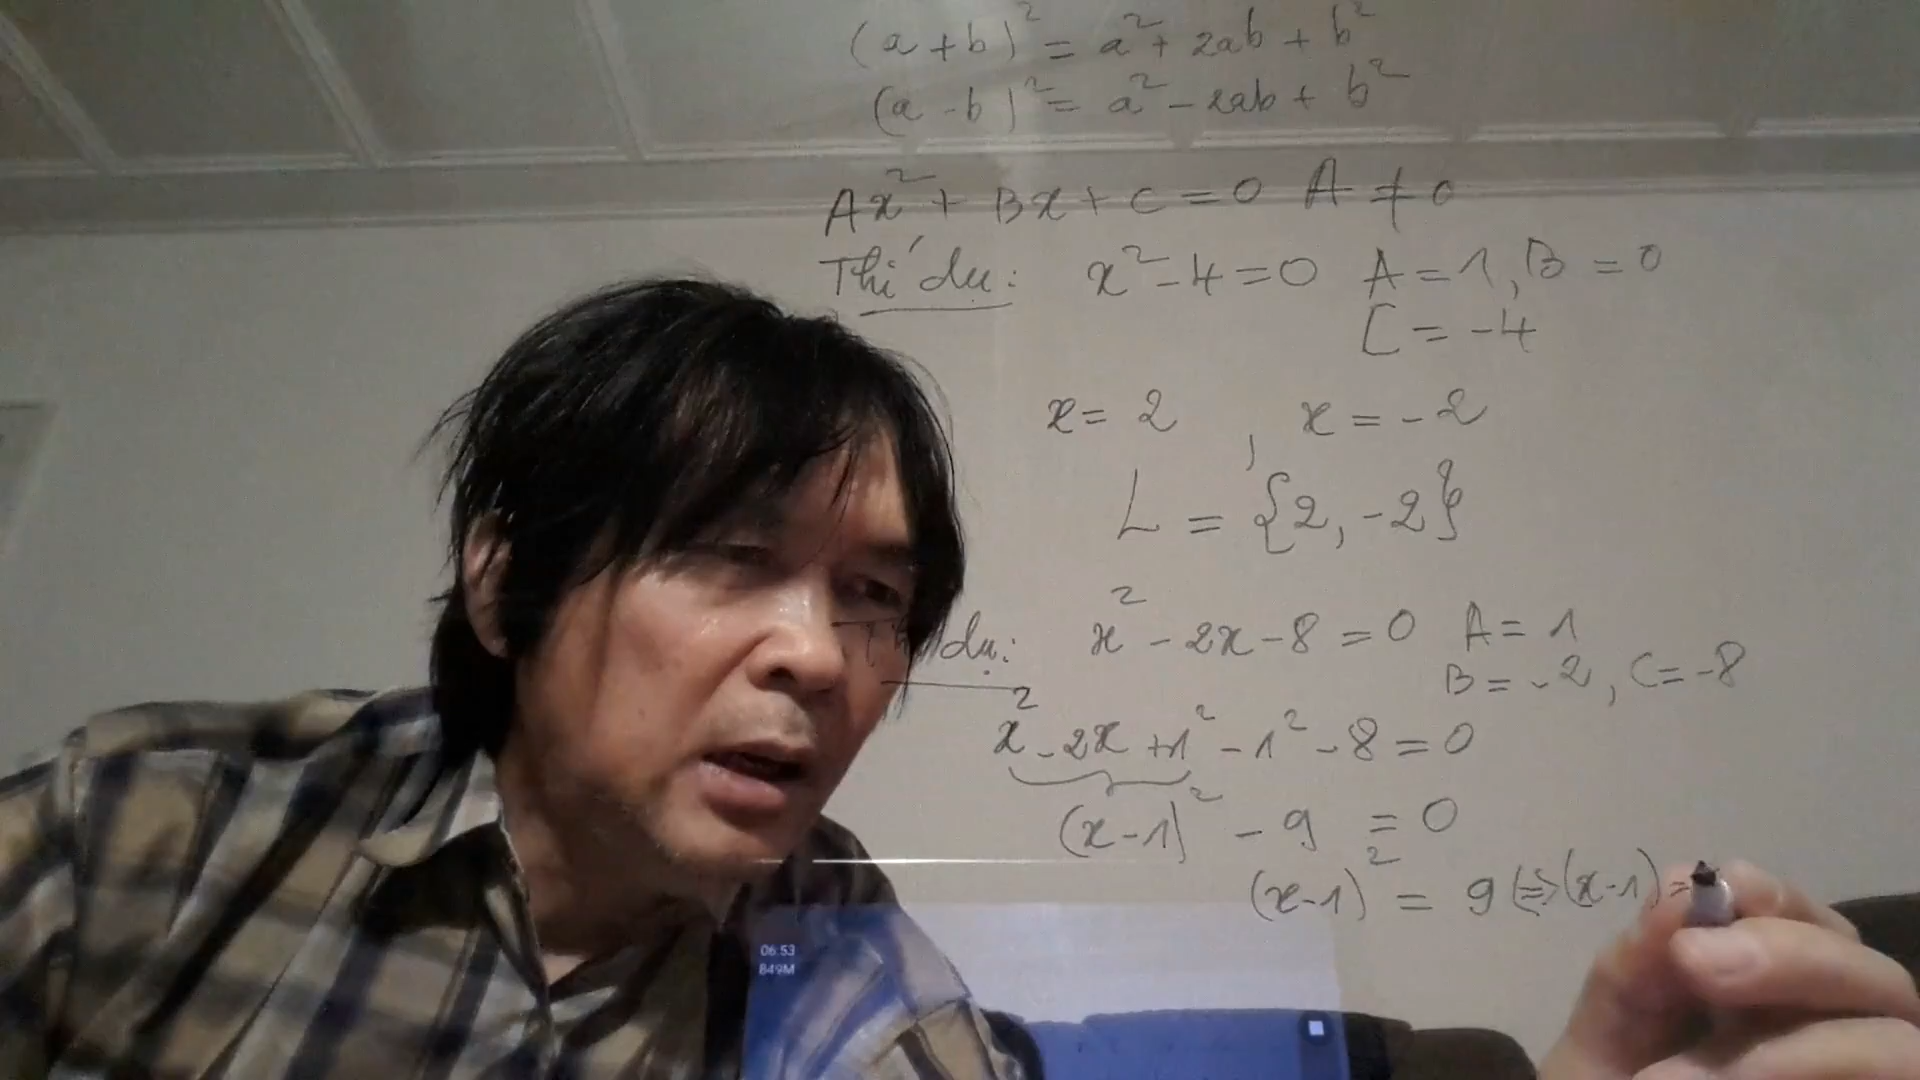 (a + b)² = a² + 2ab + b²
(a - b)² = a² - 2ab + b²
Ax² + Bx + C = 0 A ≠ 0
Thí dụ: x² - 4 = 0 A = 1, B = 0
C = -4
x = 2 , x = -2
L = {2, -2}
Thí dụ: x² - 2x - 8 = 0 A = 1
B = -2, C = -8
x² - 2x + 1² - 1² - 8 = 0
(x-1)² - 9 = 0
(x-1)² = 9 ⇔ (x-1) =
06:53
849M